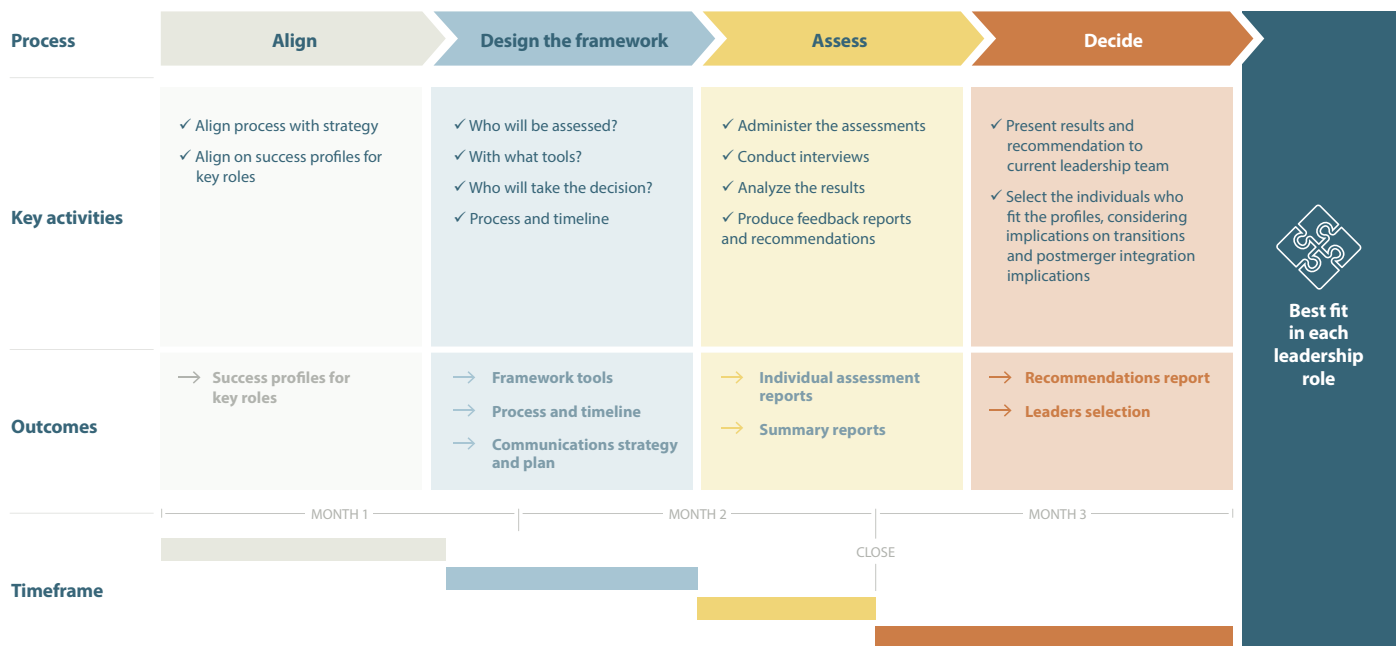 Process
Align
Design the framework
Assess
Decide
Key activities
✓ Align process with strategy
✓ Align on success profiles for
key roles
✓ Who will be assessed?
✓ With what tools?
✓ Who will take the decision?
✓ Process and timeline
✓ Administer the assessments
✓ Conduct interviews
✓ Analyze the results
✓ Produce feedback reports
and recommendations
✓ Present results and
recommendation to
current leadership team
✓ Select the individuals who
fit the profiles, considering
implications on transitions
and postmerger integration
implications
Outcomes
→ Success profiles for
key roles
→ Framework tools
→ Process and timeline
→ Communications strategy
and plan
→ Individual assessment
reports
→ Summary reports
→ Recommendations report
→ Leaders selection
Best fit
in each
leadership
role
Timeframe
MONTH 1
MONTH 2
MONTH 3
CLOSE